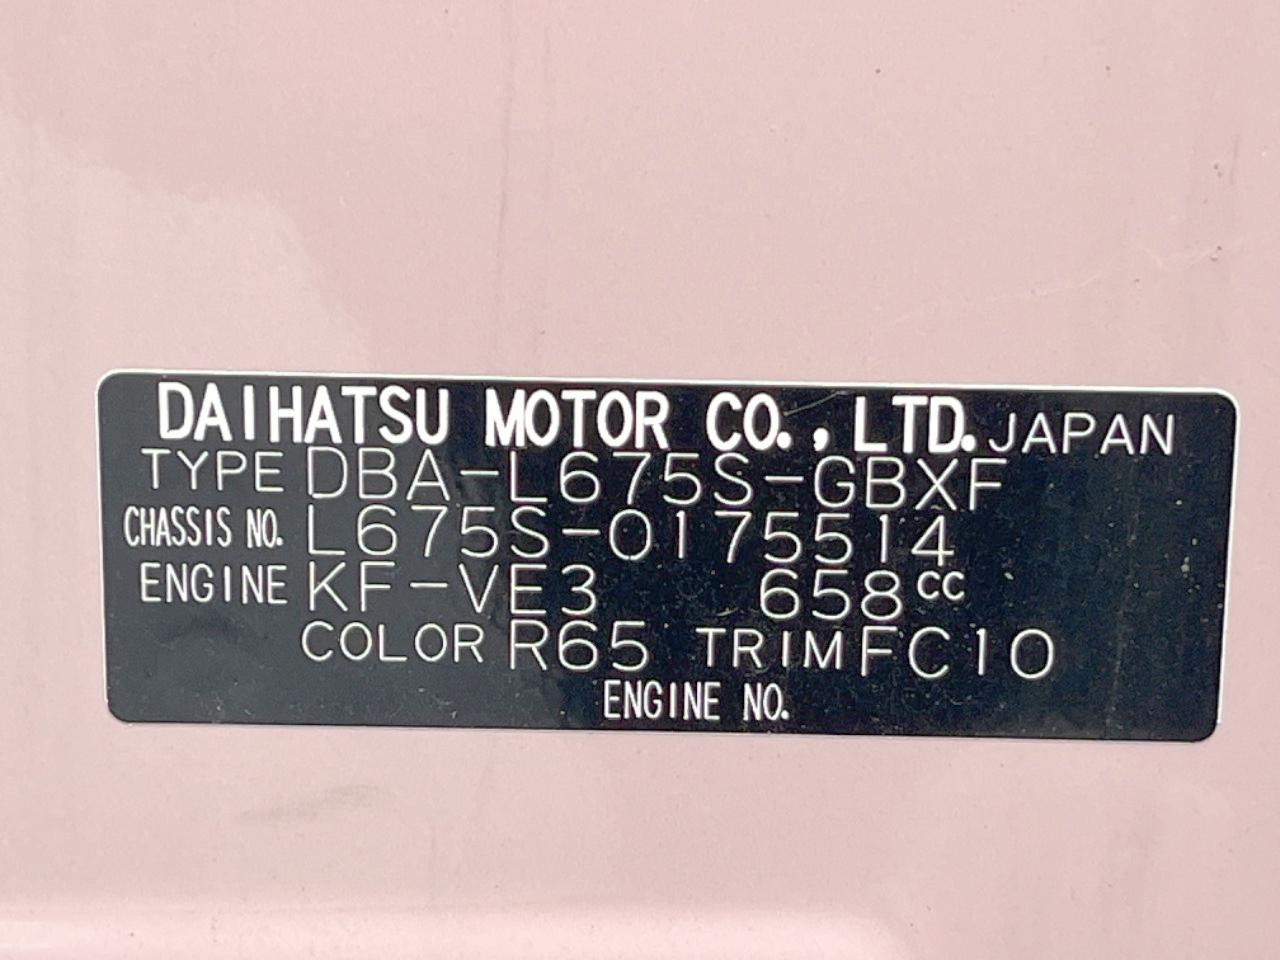 DAIHATSU MOTOR CO., LTD. JAPAN
TYPE DBA-L675S-GBXF
CHASSIS NO. L675S-0175514
ENGINE KF-VE3 658cc
COLOR R65 TRIM FC10
ENGINE NO.